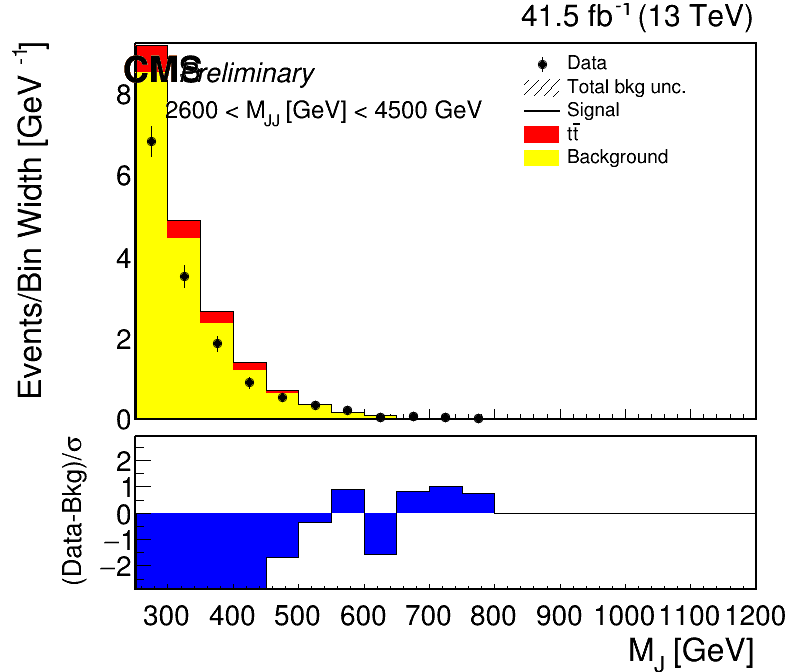 41.5 fb⁻¹ (13 TeV)
CMS Preliminary
2600 < M_JJ [GeV] < 4500 GeV
Data
Total bkg unc.
Signal
tt̄
Background
Events/Bin Width [GeV⁻¹]
8
6
4
2
0
(Data-Bkg)/σ
2
1
0
−1
−2
300 400 500 600 700 800 900 1000 1100 1200
M_J [GeV]